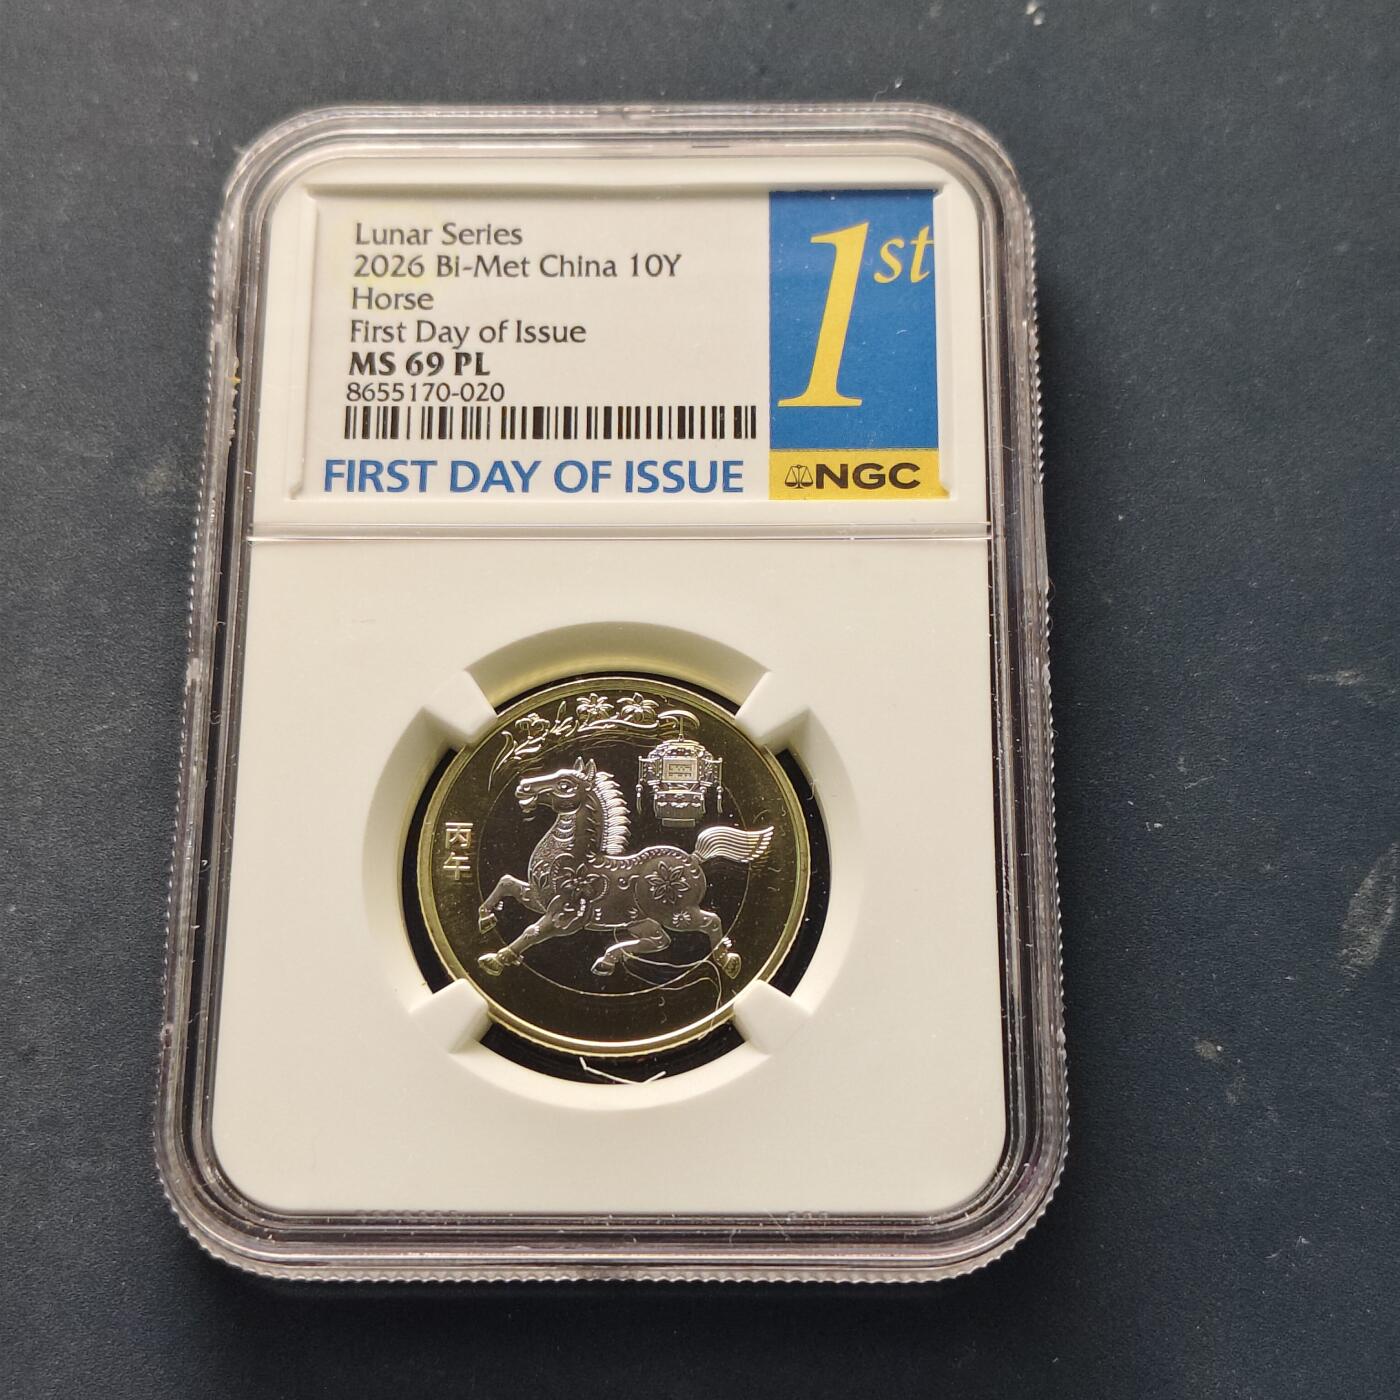 Lunar Series
2026 Bi-Met China 10Y
Horse
First Day of Issue
MS 69 PL
8655170-020
FIRST DAY OF ISSUE
1st
NGC
丙午